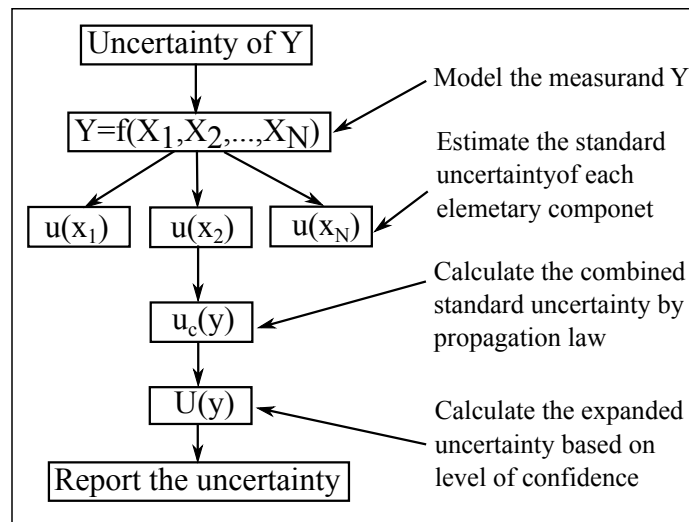 Uncertainty of Y
Model the measurand Y
Y=f(X1,X2,...,XN)
Estimate the standard
uncertaintyof each
elemetary componet
u(x1)
u(x2)
u(xN)
Calculate the combined
standard uncertainty by
propagation law
uc(y)
U(y)
Calculate the expanded
uncertainty based on
level of confidence
Report the uncertainty